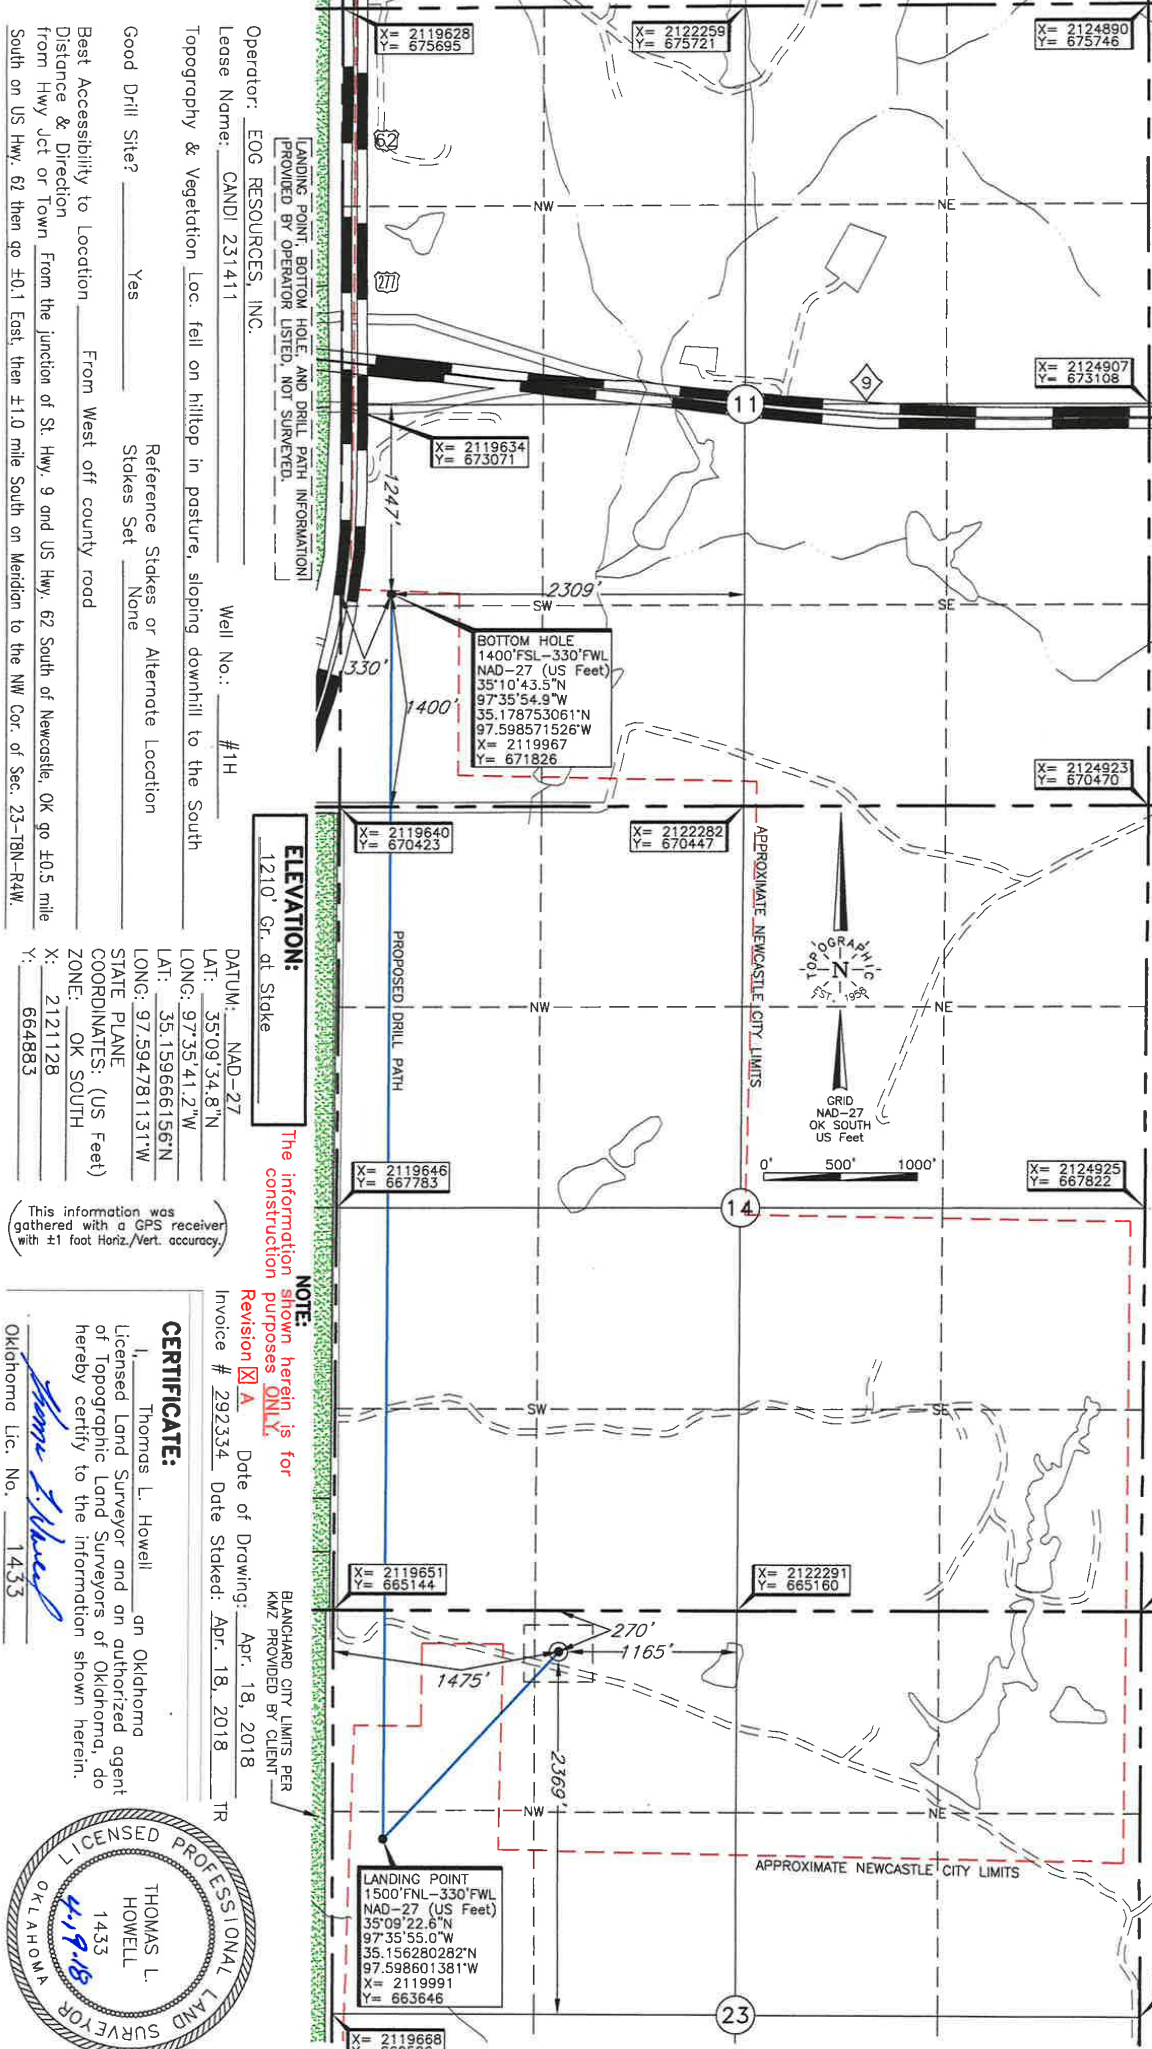 X= 2119628
Y= 675695
X= 2122259
Y= 675721
X= 2124890
Y= 675746
62
NW
NE
277
9
X= 2124907
Y= 673108
11
X= 2119634
Y= 673071
1247'
2309'
SW
SE
330'
1400'
BOTTOM HOLE
1400'FSL-330'FWL
NAD-27 (US Feet)
35°10'43.5"N
97°35'54.9"W
35.178753061°N
97.598571526°W
X= 2119967
Y= 671826
X= 2124923
Y= 670470
X= 2119640
Y= 670423
X= 2122282
Y= 670447
APPROXIMATE NEWCASTLE CITY LIMITS
TOPOGRAPHIC
N
EST. 1958
PROPOSED DRILL PATH
NW
NE
GRID
NAD-27
OK SOUTH
US Feet
0' 500' 1000'
X= 2119646
Y= 667783
X= 2124925
Y= 667822
14
SW
SE
X= 2119651
Y= 665144
X= 2122291
Y= 665160
270'
1165'
1475'
2369'
NW
NE
APPROXIMATE NEWCASTLE CITY LIMITS
LANDING POINT
1500'FNL-330'FWL
NAD-27 (US Feet)
35°09'22.6"N
97°35'55.0"W
35.156280282°N
97.598601381°W
X= 2119991
Y= 663646
23
X= 2119668
LANDING POINT, BOTTOM HOLE, AND DRILL PATH INFORMATION
PROVIDED BY OPERATOR LISTED, NOT SURVEYED.
BLANCHARD CITY LIMITS PER
KMZ PROVIDED BY CLIENT
Operator: EOG RESOURCES, INC.
Lease Name: CANDI 231411 Well No.: #1H
Topography & Vegetation Loc. fell on hilltop in pasture, sloping downhill to the South
Good Drill Site? Yes
Reference Stakes or Alternate Location
Stakes Set None
Best Accessibility to Location From West off county road
Distance & Direction
from Hwy Jct or Town From the junction of St. Hwy. 9 and US Hwy. 62 South of Newcastle, OK go ±0.5 mile
South on US Hwy. 62 then go ±0.1 East, then ±1.0 mile South on Meridian to the NW Cor. of Sec. 23-T8N-R4W.
ELEVATION:
1210' Gr. at Stake
DATUM: NAD-27
LAT: 35°09'34.8"N
LONG: 97°35'41.2"W
LAT: 35.159666156°N
LONG: 97.594781131°W
STATE PLANE
COORDINATES: (US Feet)
ZONE: OK SOUTH
X: 2121128
Y: 664883
This information was
gathered with a GPS receiver
with ±1 foot Horiz./Vert. accuracy.
NOTE:
The information shown herein is for
construction purposes ONLY.
Revision X A Date of Drawing: Apr. 18, 2018
Invoice # 292334 Date Staked: Apr. 18, 2018 TR
CERTIFICATE:
I, Thomas L. Howell an Oklahoma
Licensed Land Surveyor and an authorized agent
of Topographic Land Surveyors of Oklahoma, do
hereby certify to the information shown herein.
Thomas L. Howell
Oklahoma Lic. No. 1433
LICENSED PROFESSIONAL LAND SURVEYOR
THOMAS L.
HOWELL
1433
4-19-18
OKLAHOMA